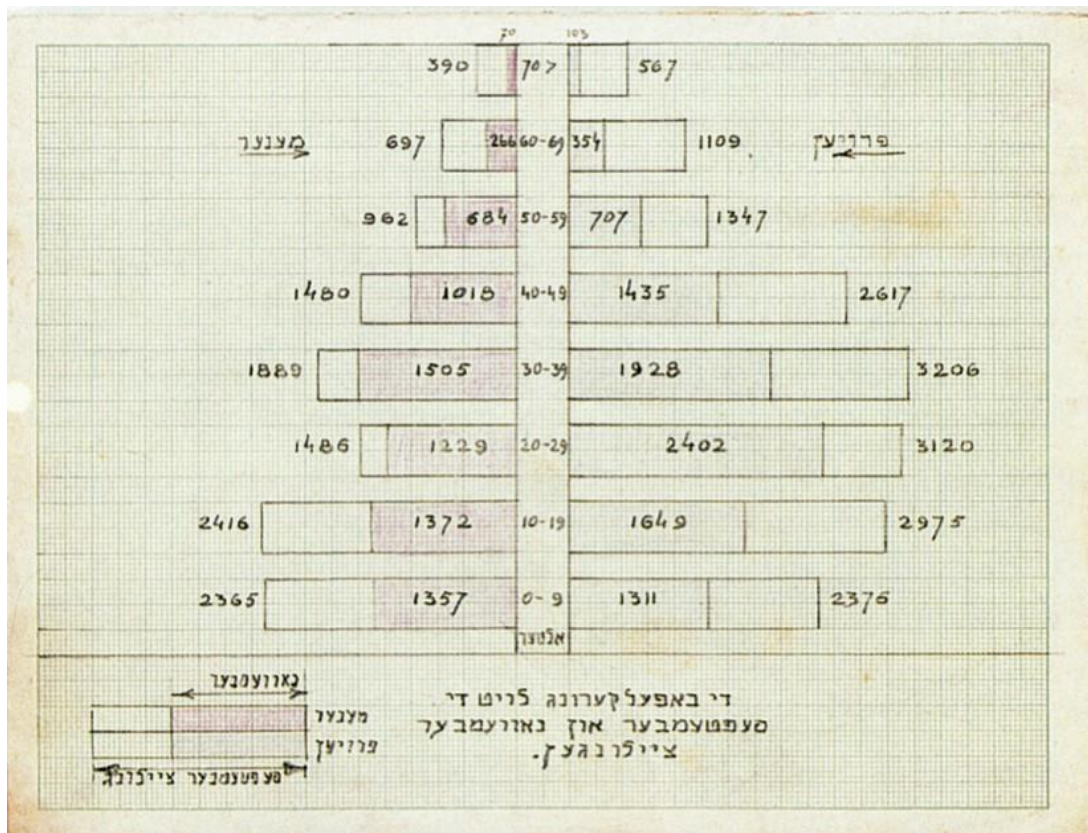 70 103
390 70> 567
מענער 697 266 60-69 354 1109 פרויען
962 684 50-59 707 1347
1480 1018 40-49 1435 2617
1889 1505 30-39 1928 3206
1486 1229 20-29 2402 3120
2416 1372 10-19 1649 2975
2365 1357 0-9 1311 2376
אלטער
די באפעלקערונג לויט די
סעפטעמבער און נאוועמבער
ציילונגען.
נאוועמבער
מענער
פרויען
סעפטעמבער ציילונג